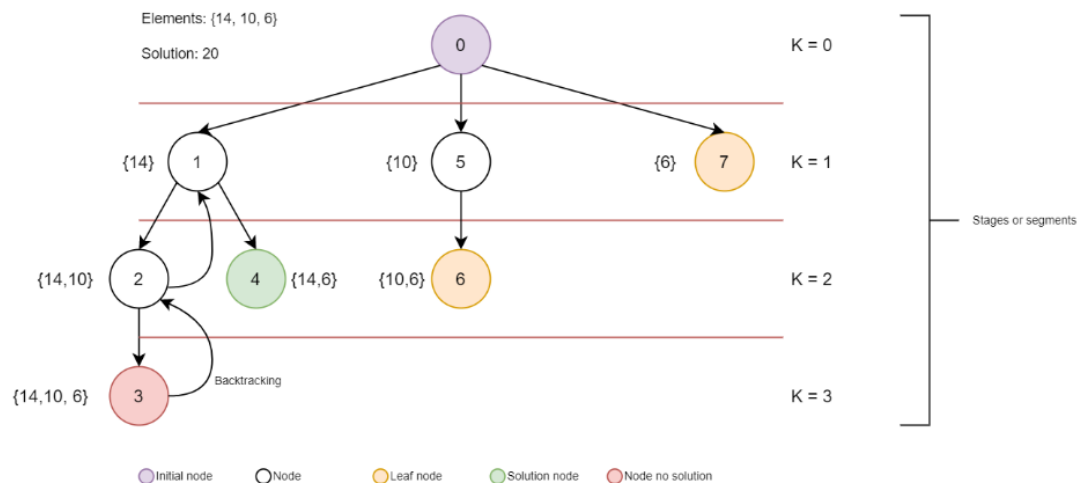 Elements: {14, 10, 6}
Solution: 20
0
K = 0
{14}
1
{10}
5
{6}
7
K = 1
Stages or segments
{14,10}
2
4
{14,6}
{10,6}
6
K = 2
Backtracking
{14,10, 6}
3
K = 3
Initial node
Node
Leaf node
Solution node
Node no solution